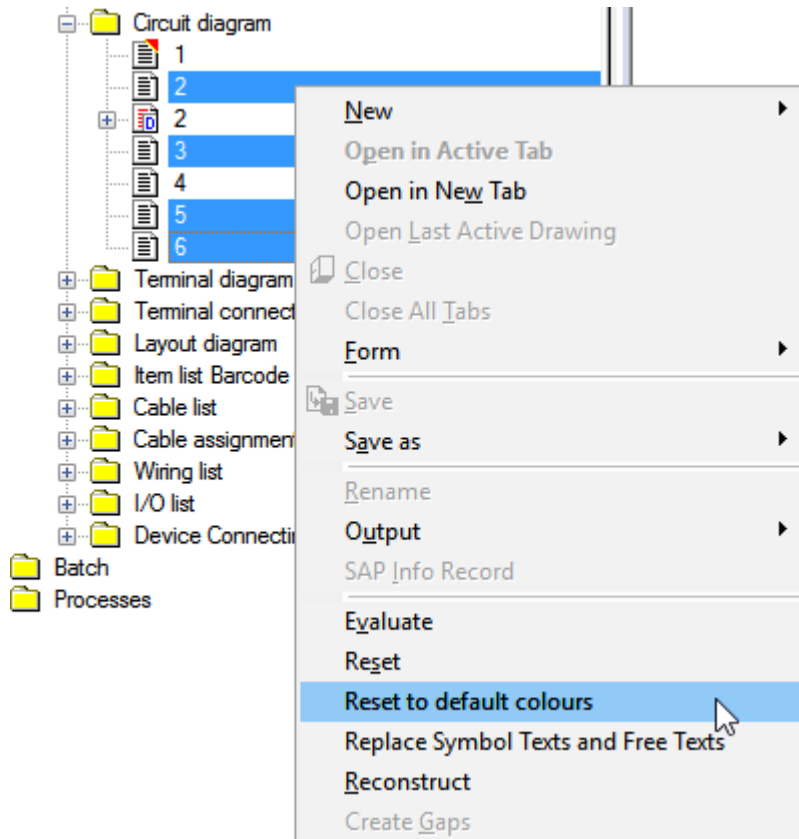 Circuit diagram
1
2
2
3
4
5
6
Terminal diagram
Terminal connect
Layout diagram
Item list Barcode
Cable list
Cable assignment
Wiring list
I/O list
Device Connectin
Batch
Processes
New
Open in Active Tab
Open in New Tab
Open Last Active Drawing
Close
Close All Tabs
Form
Save
Save as
Rename
Output
SAP Info Record
Evaluate
Reset
Reset to default colours
Replace Symbol Texts and Free Texts
Reconstruct
Create Gaps